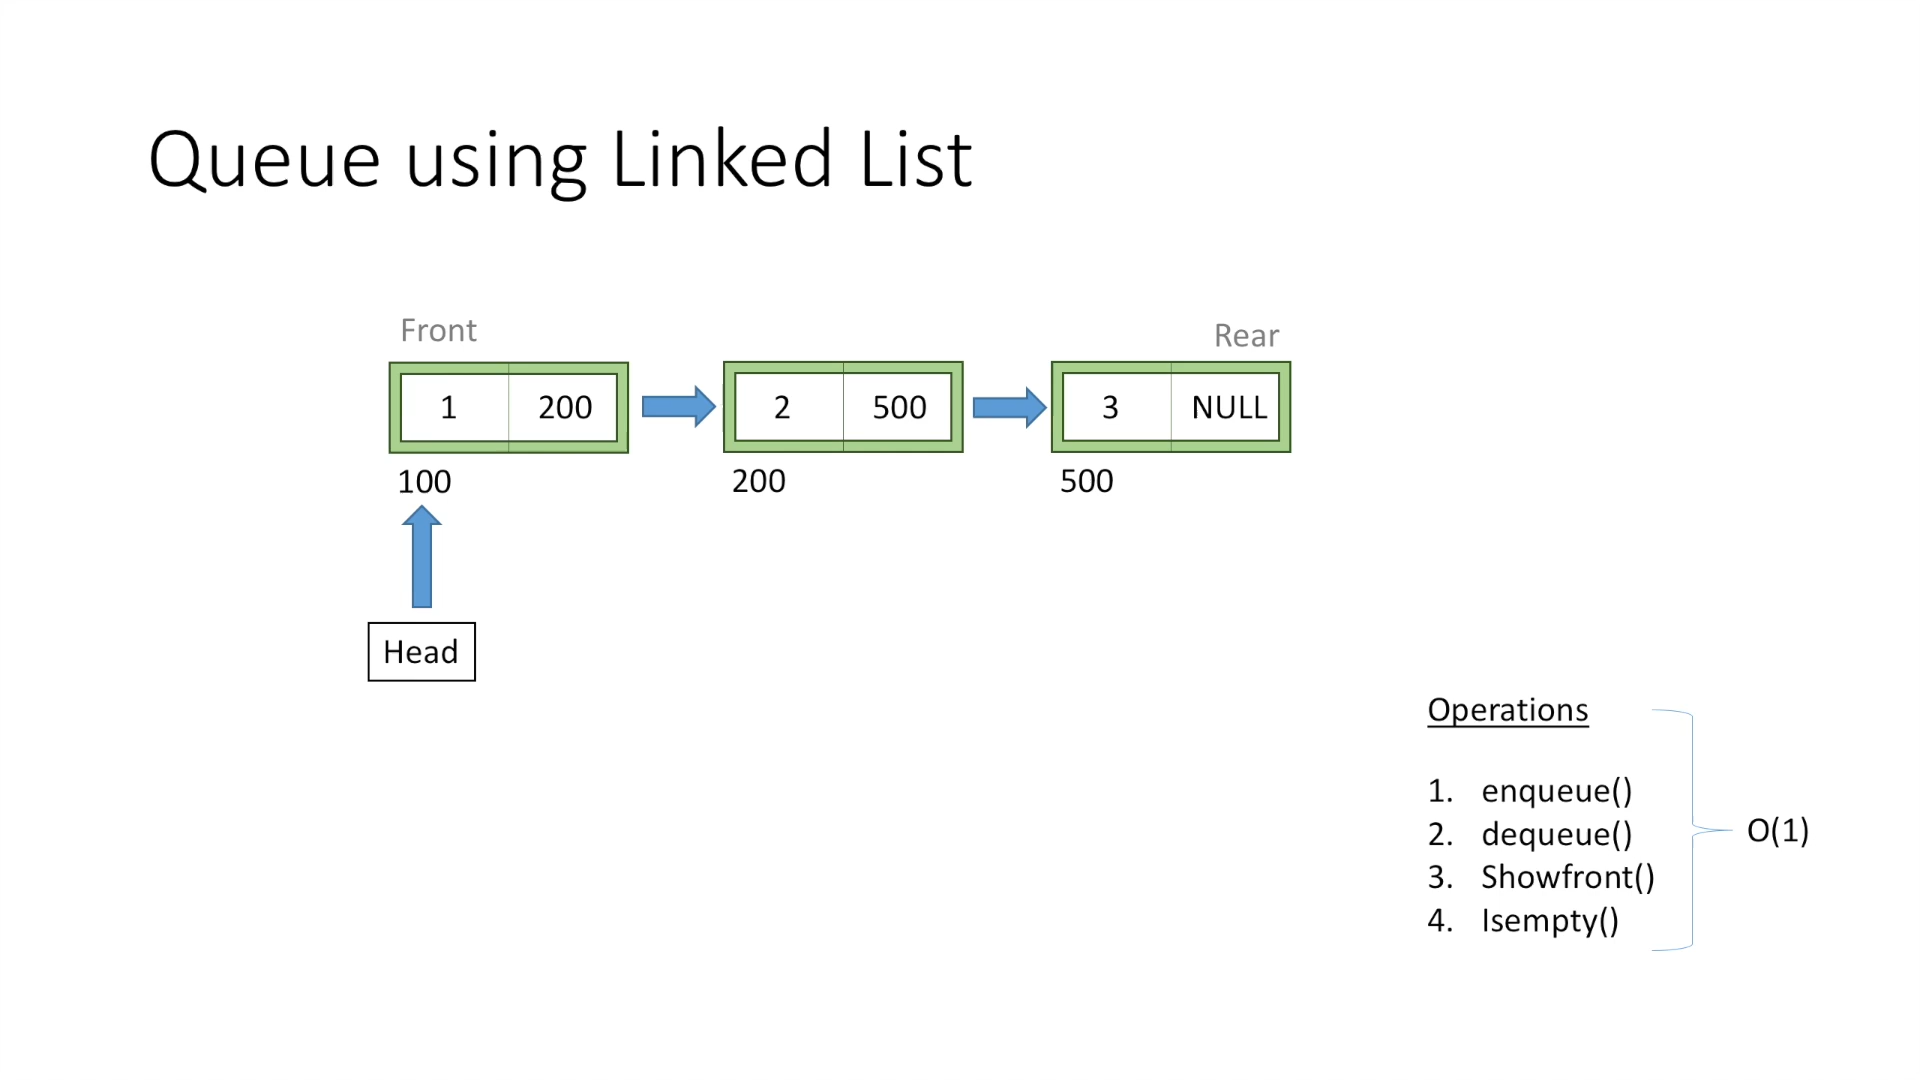 Queue using Linked List
Front
Rear
1 200
2 500
3 NULL
100
200
500
Head
Operations
1. enqueue()
2. dequeue()
3. Showfront()
4. Isempty()
O(1)